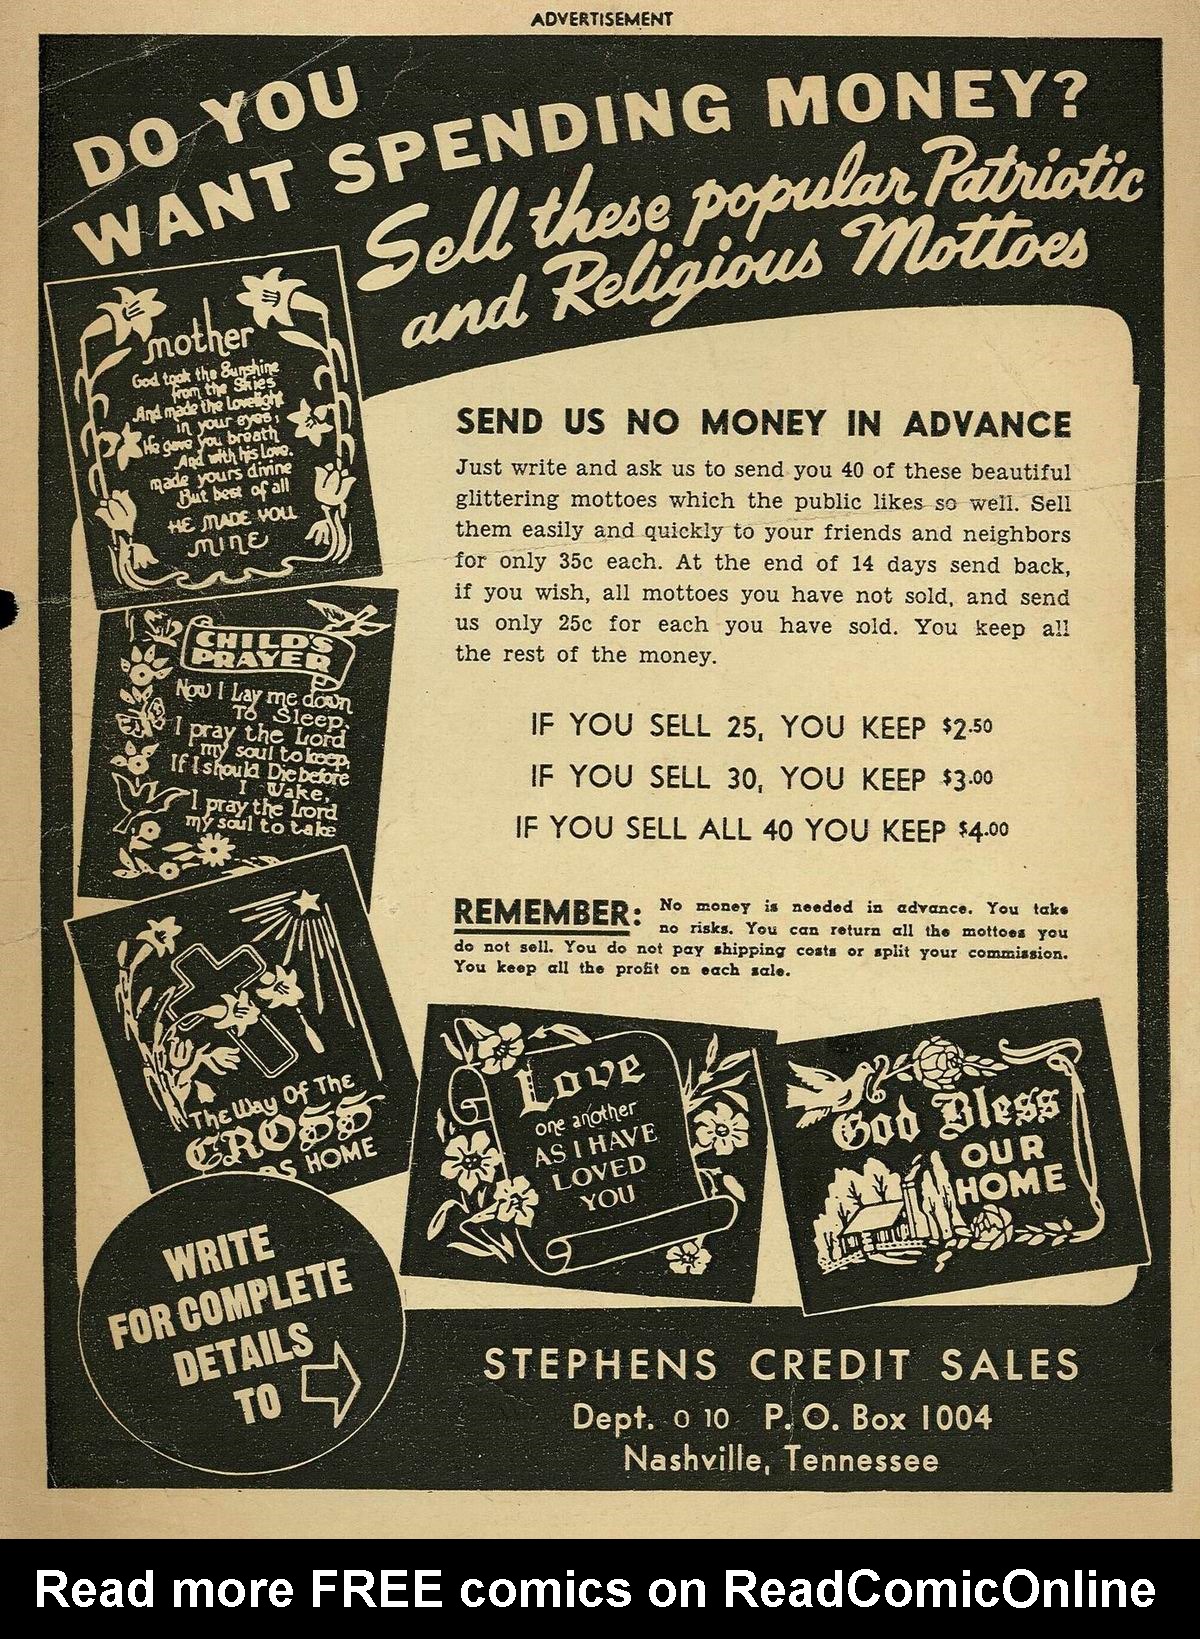 ADVERTISEMENT
DO YOU
WANT SPENDING MONEY?
Sell these popular Patriotic
and Religious Mottoes
mother
God took the Sunshine
from the Skies
And made the Lovelight
in your eyes,
He gave you breath
And with his Love.
made yours divine
But best of all
HE MADE YOU
MINE
CHILD'S
PRAYER
Now I Lay me down
To Sleep,
I pray the Lord
my soul to keep,
If I should Die before
I Wake,
I pray the Lord
my soul to take
The Way Of The
CROSS
HOME
SEND US NO MONEY IN ADVANCE
Just write and ask us to send you 40 of these beautiful
glittering mottoes which the public likes so well. Sell
them easily and quickly to your friends and neighbors
for only 35c each. At the end of 14 days send back,
if you wish, all mottoes you have not sold, and send
us only 25c for each you have sold. You keep all
the rest of the money.
IF YOU SELL 25, YOU KEEP $2.50
IF YOU SELL 30, YOU KEEP $3.00
IF YOU SELL ALL 40 YOU KEEP $4.00
REMEMBER: No money is needed in advance. You take
no risks. You can return all the mottoes you
do not sell. You do not pay shipping costs or split your commission.
You keep all the profit on each sale.
Love
one another
AS I HAVE
LOVED
YOU
God Bless
OUR
HOME
WRITE
FOR COMPLETE
DETAILS
TO
STEPHENS CREDIT SALES
Dept. O 10 P. O. Box 1004
Nashville, Tennessee
Read more FREE comics on ReadComicOnline